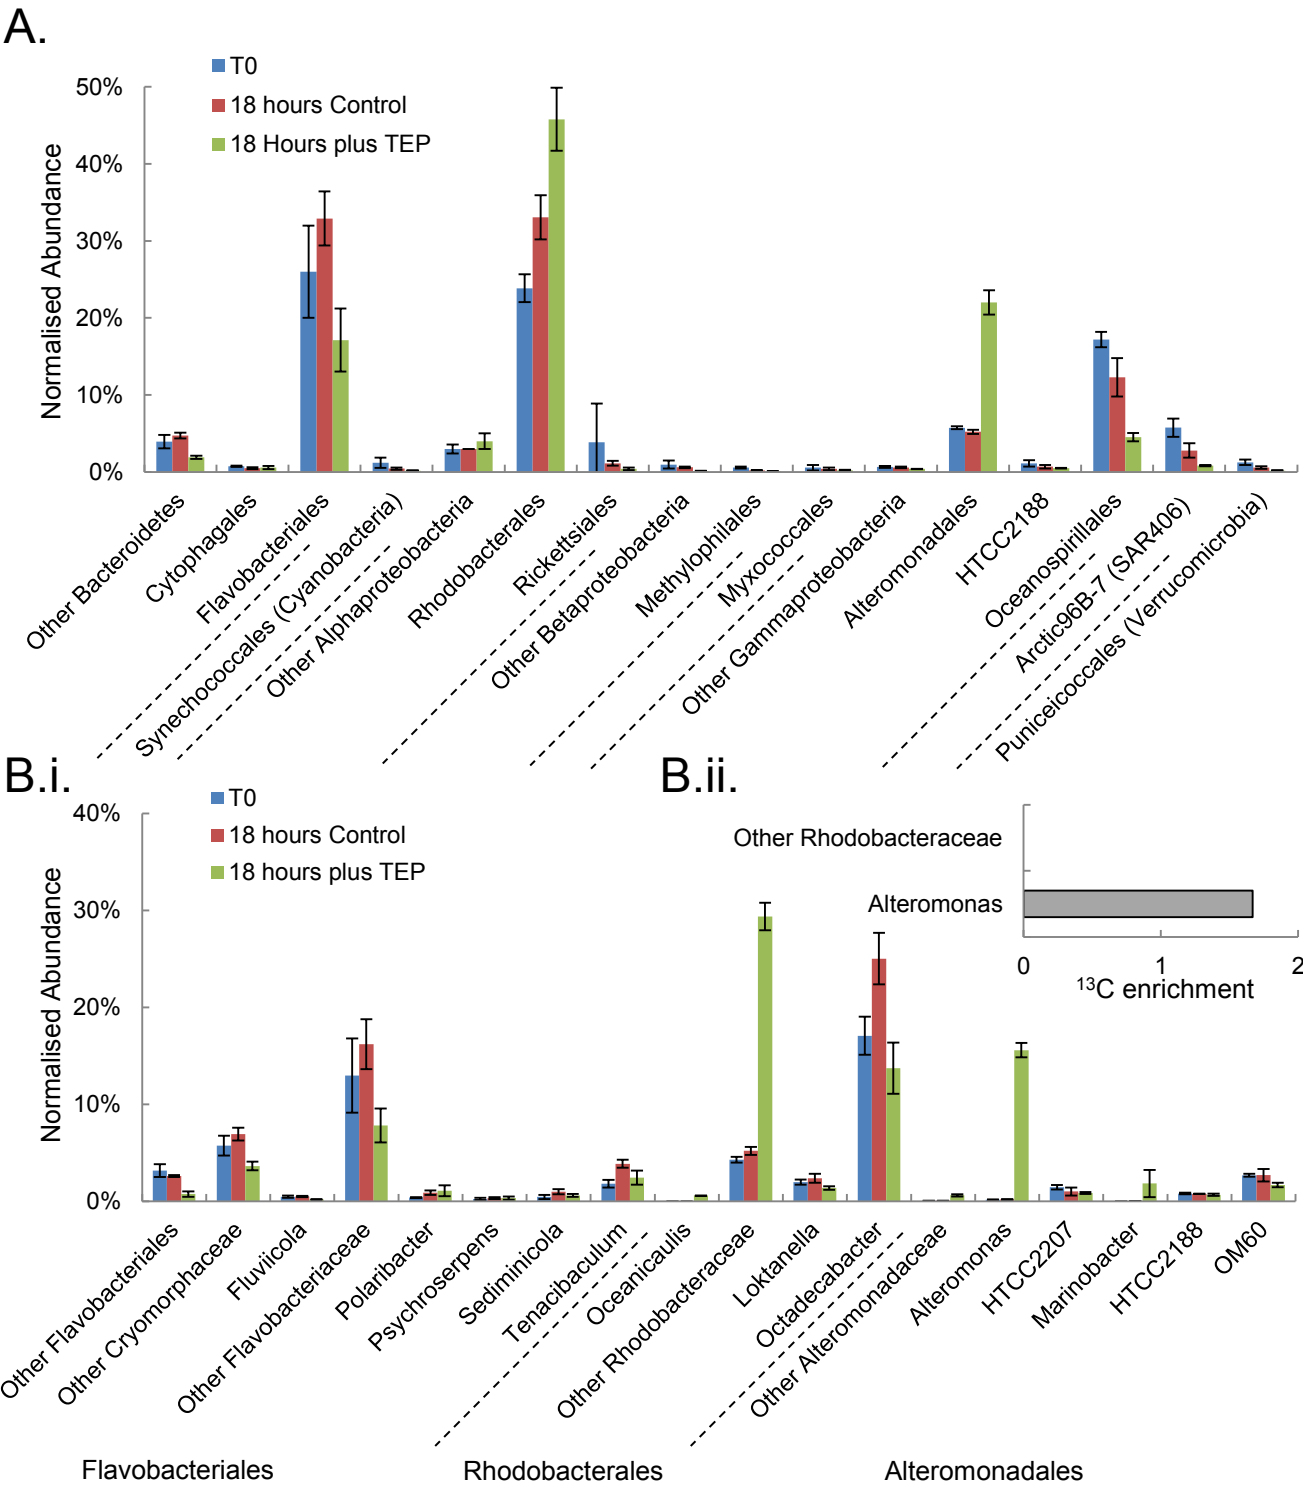 A.
T0
18 hours Control
18 Hours plus TEP
Normalised Abundance
50%
40%
30%
20%
10%
0%
Other Bacteroidetes
Cytophagales
Flavobacteriales
Synechococcales (Cyanobacteria)
Other Alphaproteobacteria
Rhodobacterales
Rickettsiales
Other Betaproteobacteria
Methylophilales
Myxococcales
Other Gammaproteobacteria
Alteromonadales
HTCC2188
Oceanospirillales
Arctic96B-7 (SAR406)
Puniceicoccales (Verrucomicrobia)
B.i.
T0
18 hours Control
18 hours plus TEP
Normalised Abundance
40%
30%
20%
10%
0%
Other Flavobacteriales
Other Cryomorphaceae
Fluviicola
Other Flavobacteriaceae
Polaribacter
Psychroserpens
Sediminicola
Tenacibaculum
Oceanicaulis
Other Rhodobacteraceae
Loktanella
Octadecabacter
Other Alteromonadaceae
Alteromonas
HTCC2207
Marinobacter
HTCC2188
OM60
Flavobacteriales
Rhodobacterales
Alteromonadales
B.ii.
Other Rhodobacteraceae
Alteromonas
0 1 2
¹³C enrichment